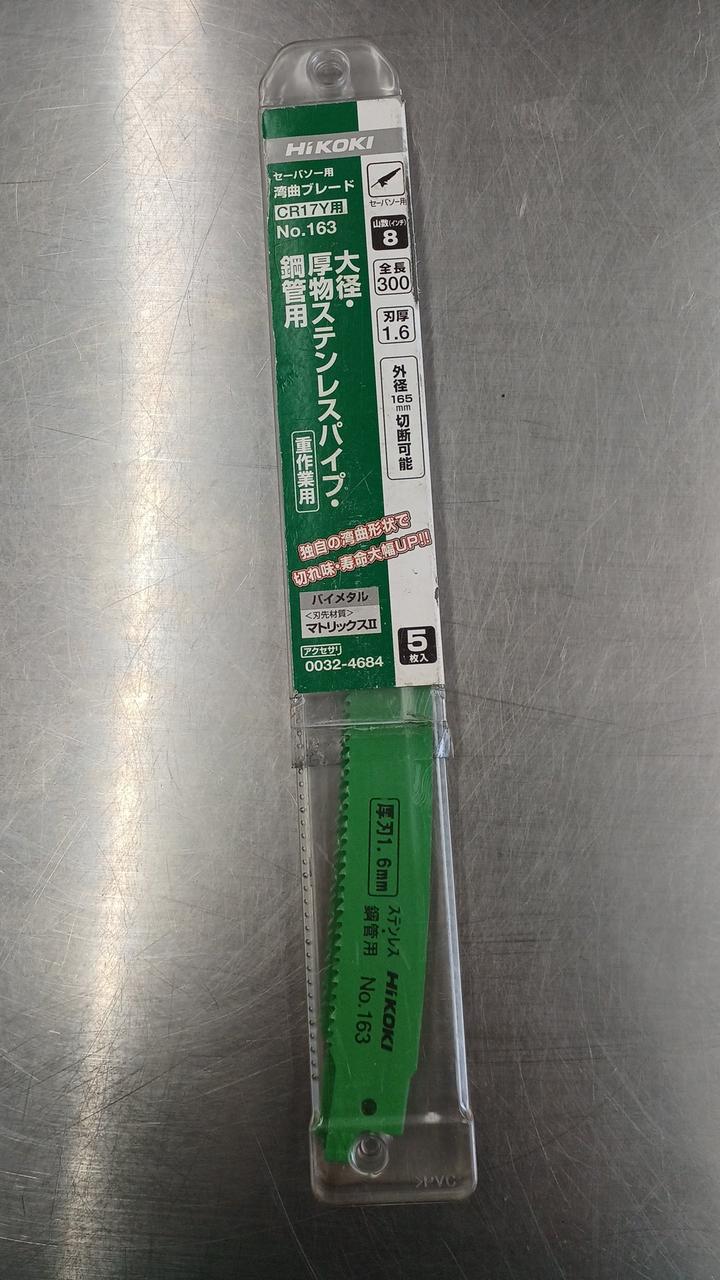 HiKOKI
セーバソー用
湾曲ブレード
CR17Y用
No.163
セーバソー用
山数(インチ)
8
全長
300
刃厚
1.6
外径165mm切断可能
大径・
厚物ステンレスパイプ・
鋼管用
重作業用
独自の湾曲形状で
切れ味・寿命大幅UP!!
バイメタル
<刃先材質>
マトリックスII
アクセサリ
0032-4684
5
枚入
厚刃1.6mm
ステンレス
鋼管用
HiKOKI
No.163
>PVC